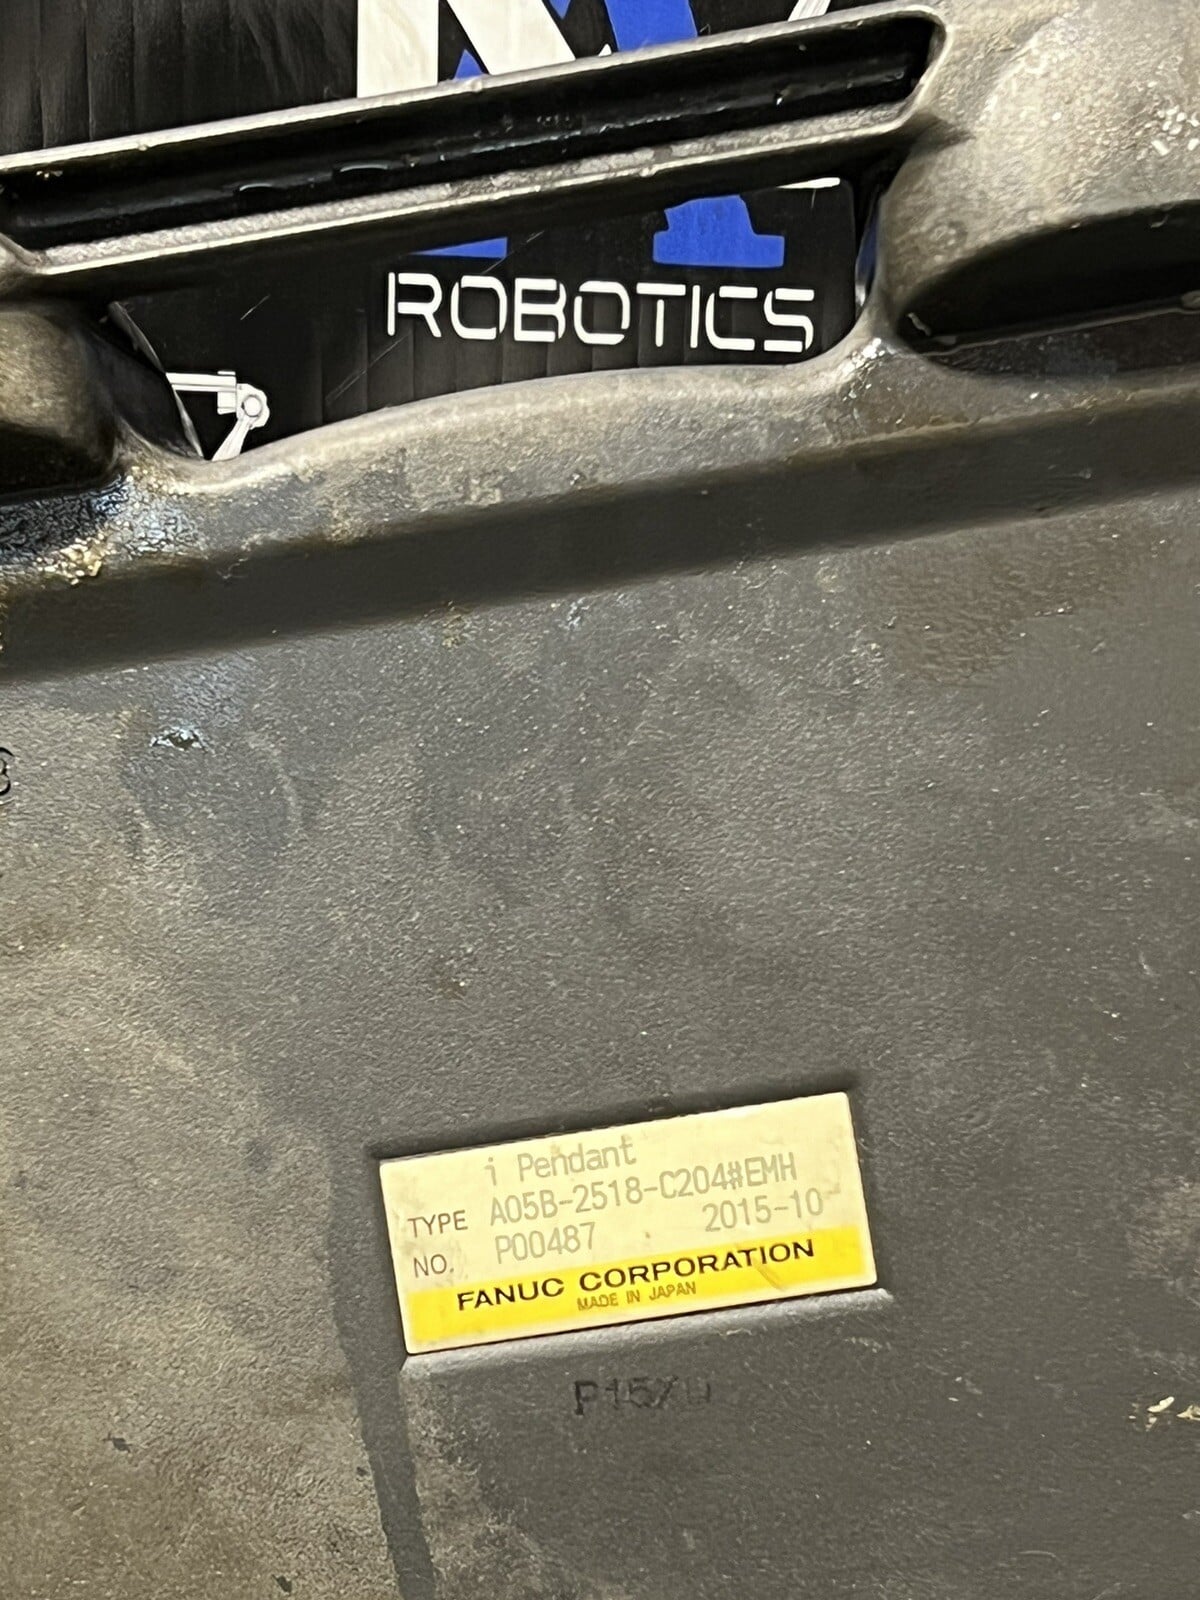 ROBOTICS
i Pendant
TYPE A05B-2518-C204#EMH
NO. P00487 2015-10
FANUC CORPORATION
MADE IN JAPAN